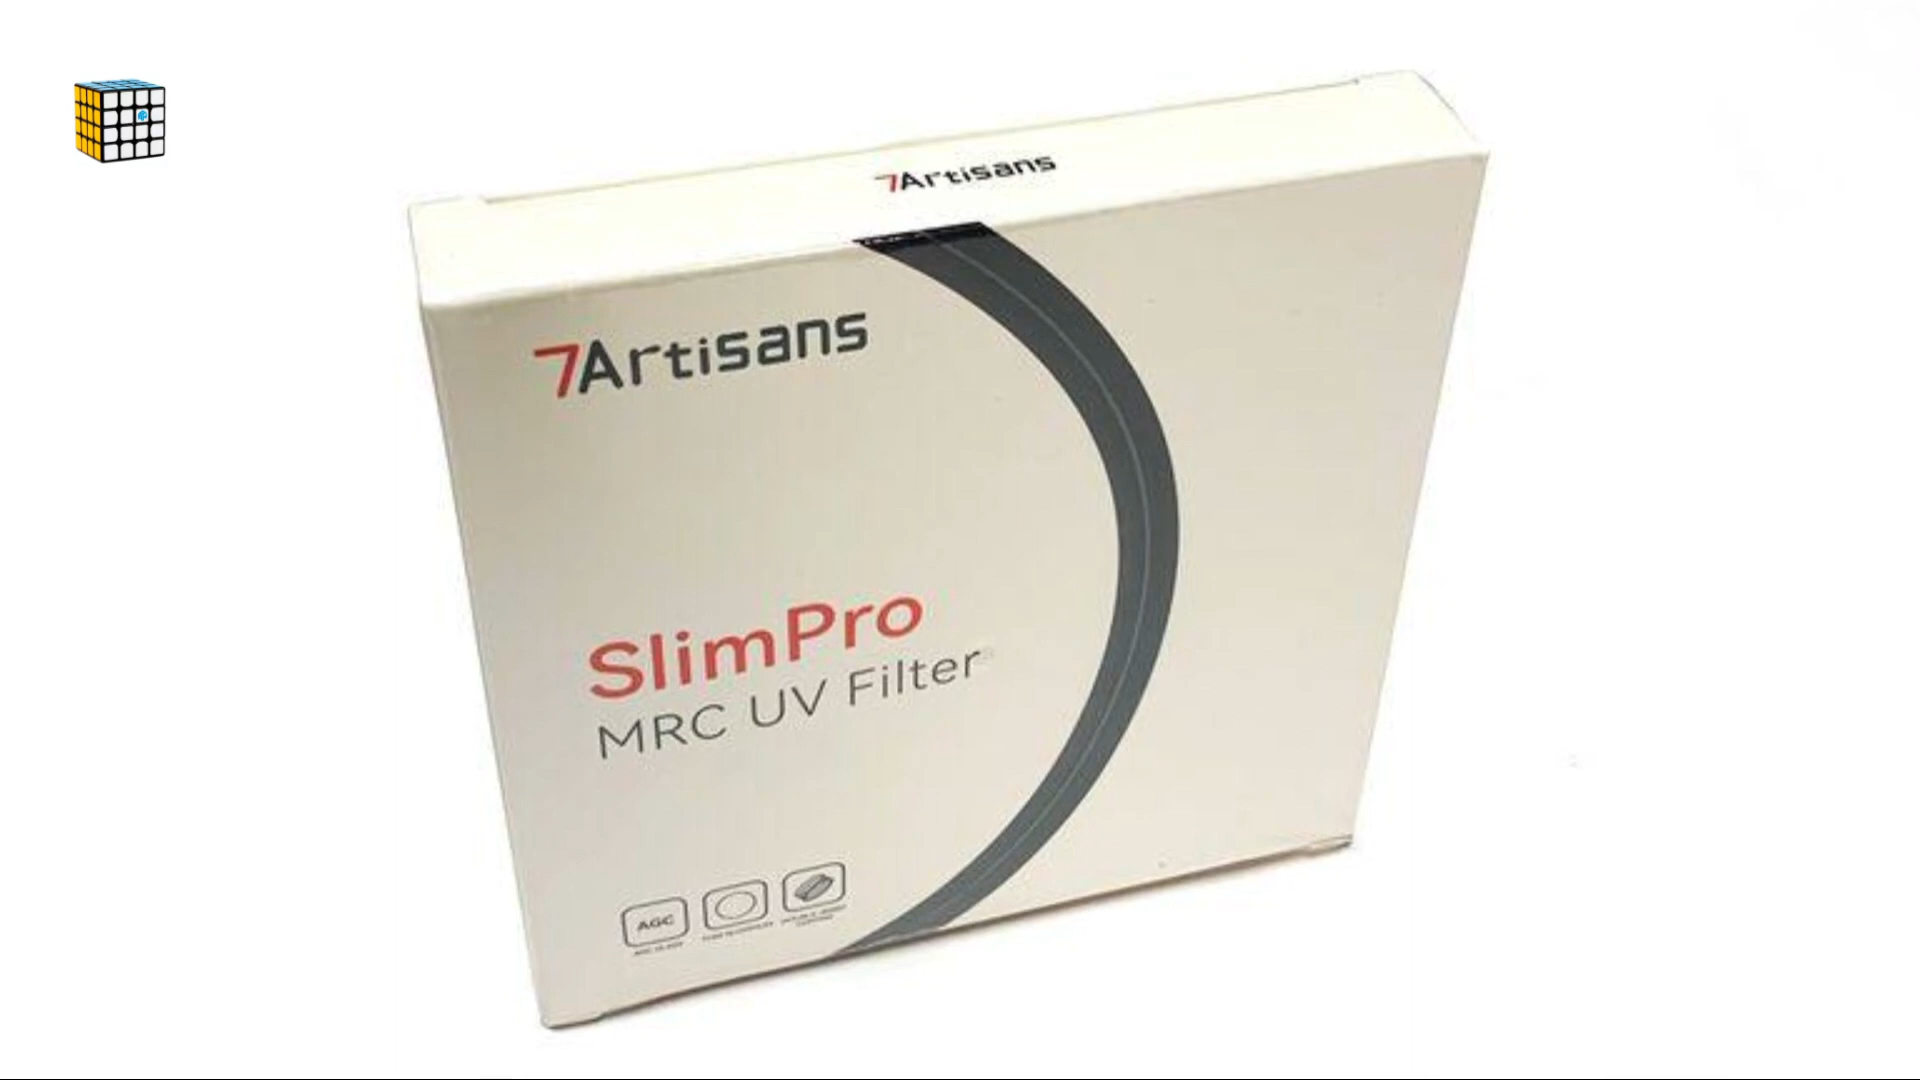 7Artisans
7Artisans
SlimPro
MRC UV Filter
AGC